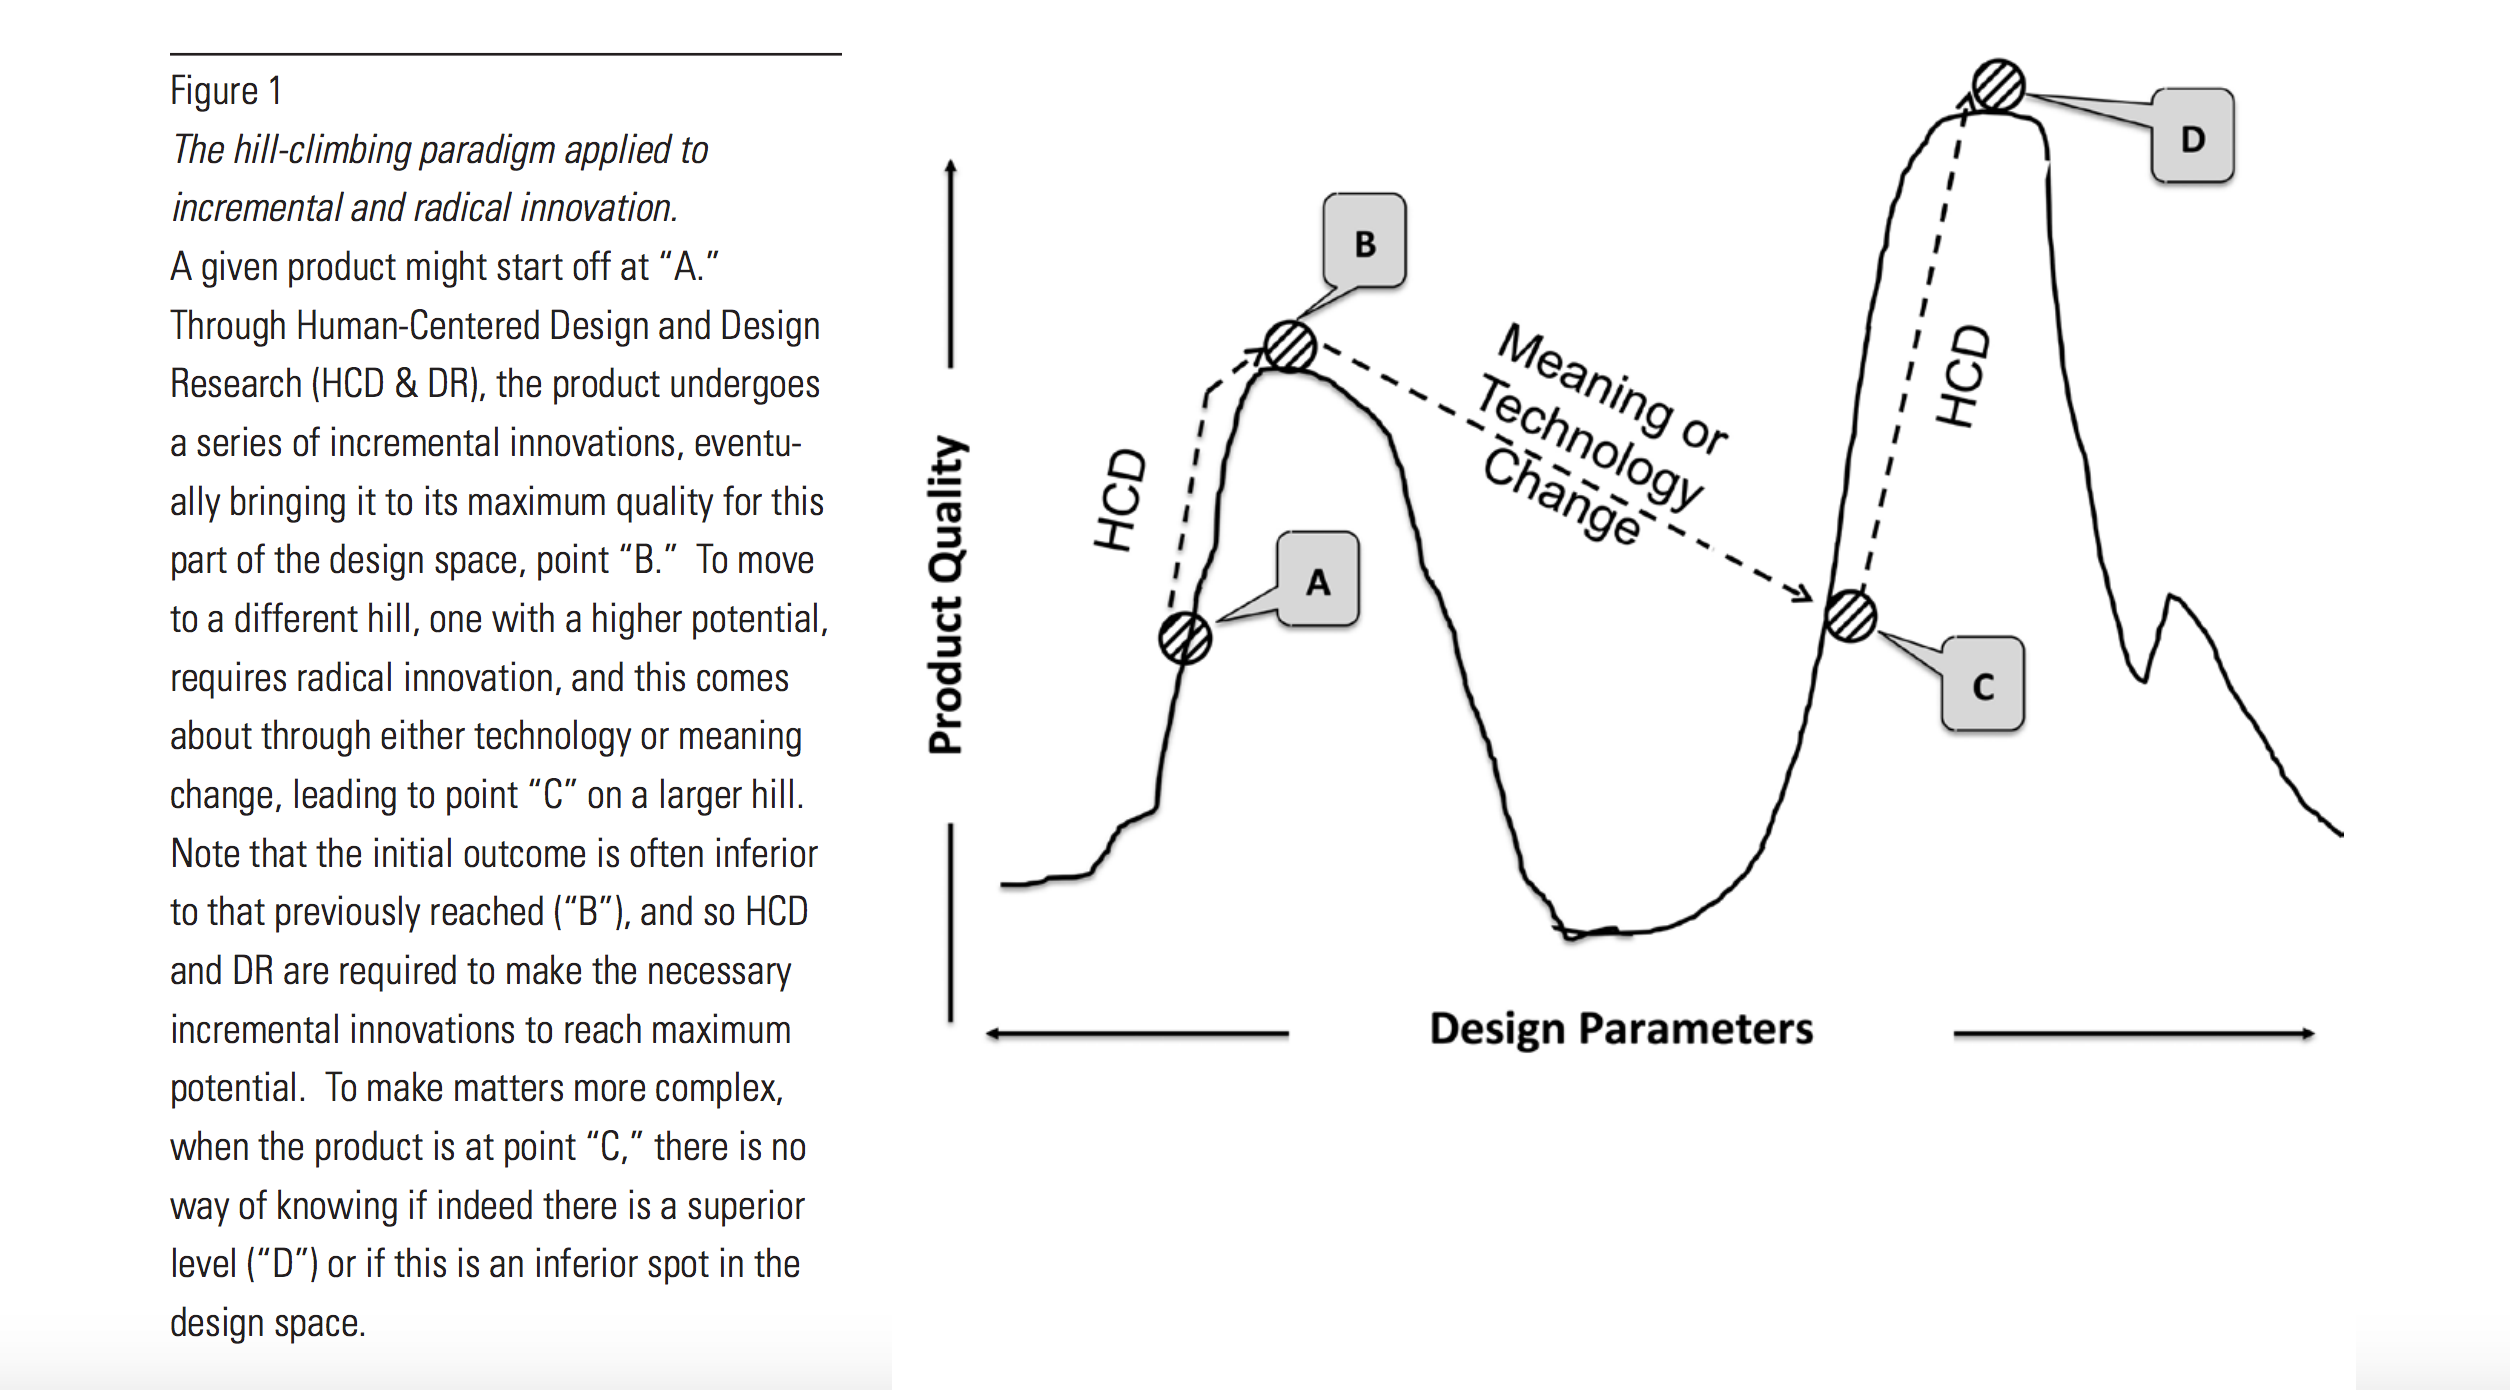 Figure 1
The hill-climbing paradigm applied to
incremental and radical innovation.
A given product might start off at “A.”
Through Human-Centered Design and Design
Research (HCD & DR), the product undergoes
a series of incremental innovations, eventu-
ally bringing it to its maximum quality for this
part of the design space, point “B.”  To move
to a different hill, one with a higher potential,
requires radical innovation, and this comes
about through either technology or meaning
change, leading to point “C” on a larger hill.
Note that the initial outcome is often inferior
to that previously reached (“B”), and so HCD
and DR are required to make the necessary
incremental innovations to reach maximum
potential.  To make matters more complex,
when the product is at point “C,” there is no
way of knowing if indeed there is a superior
level (“D”) or if this is an inferior spot in the
design space.
Product Quality
HCD
A
B
Meaning or
Technology
Change
C
HCD
D
Design Parameters